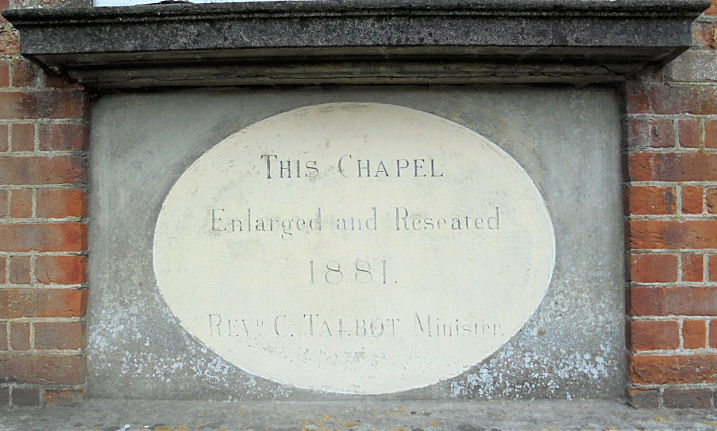 THIS CHAPEL
Enlarged and Reseated
1881.
REVD. C. TALBOT Minister.